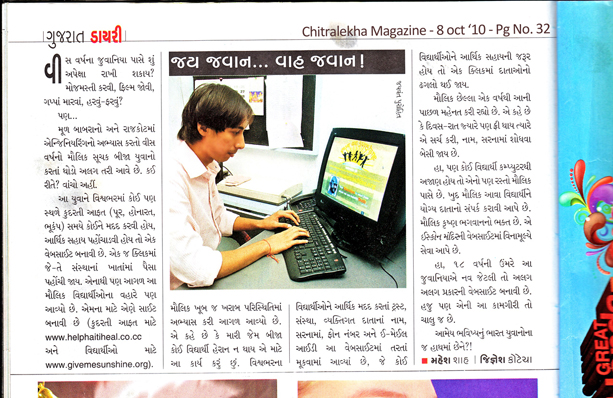 ગુજરાત ડાયરી
Chitralekha Magazine - 8 oct '10 - Pg No. 32
જય જવાન... વાહ જવાન !
વીસ વર્ષના જુવાનિયા પાસે શું
અપેક્ષા રાખી શકાય?
મોજમસ્તી કરવી, ફિલ્મ જોવી,
ગપ્પાં મારવાં, હરવું-ફરવું?
પણ...
મૂળ બાબરાનો અને રાજકોટમાં
એન્જિનિયરિંગનો અભ્યાસ કરતો વીસ
વર્ષનો મૌલિક સૂચક બીજા યુવાનો
કરતાં થોડો અલગ તરી આવે છે. કઈ
રીતે? વાંચો અહીં.
આ યુવાને વિશ્વભરમાં કોઈ પણ
સ્થળે કુદરતી આફત (પૂર, હોનારત,
ભૂકંપ) સમયે કોઈને મદદ કરવી હોય,
આર્થિક સહાય પહોંચાડવી હોય તો એક
વેબસાઈટ બનાવી છે. એક જ ક્લિકમાં
જે-તે સંસ્થાનાં ખાતાંમાં પૈસા
પહોંચી જાય. એનાથી પણ આગળ આ
મૌલિક વિદ્યાર્થીઓના વહારે પણ
આવ્યો છે. એમના માટે એણે સાઈટ
બનાવી છે (કુદરતી આફત માટે
www.helphaitiheal.co.cc
અને વિદ્યાર્થીઓ માટે
www.givemesunshine.org).
મૌલિક ખૂબ જ ખરાબ પરિસ્થિતિમાં
અભ્યાસ કરી આગળ આવ્યો છે.
એ કહે છે કે મારી જેમ બીજા
કોઈ વિદ્યાર્થી હેરાન ન થાય એ માટે
આ કાર્ય કરું છું. વિશ્વભરના
વિદ્યાર્થીઓને આર્થિક મદદ કરતાં ટ્રસ્ટ,
સંસ્થા, વ્યક્તિગત દાતાનાં નામ,
સરનામાં, ફોન નંબર અને ઈ-મેઈલ
આઈડી આ વેબસાઈટમાં તરતાં
મૂકવામાં આવ્યાં છે, જે કોઈ
વિદ્યાર્થીઓને આર્થિક સહાયની જરૂર
હોય તો એક ક્લિકમાં દાતાઓનો
ઢગલો થઈ જાય.
મૌલિક છેલ્લા એક વર્ષથી આની
પાછળ મહેનત કરી રહ્યો છે. એ કહે છે
કે દિવસ-રાત જ્યારે પણ ફ્રી થાય ત્યારે
એ સર્ચ કરી, નામ, સરનામાં શોધવા
બેસી જાય છે.
હા, પણ કોઈ વિદ્યાર્થી કમ્પ્યુટરથી
અજાણ હોય તો એનો પણ રસ્તો મૌલિક
પાસે છે. ખુદ મૌલિક આવા વિદ્યાર્થીને
યોગ્ય દાતાનો સંપર્ક કરાવી આપે છે.
મૌલિક કૃષ્ણ ભગવાનનો ભક્ત છે. એ
ઈસ્કોન મંદિરની વેબસાઈટમાં વિનામૂલ્યે
સેવા આપે છે.
હા, ૧૮ વર્ષની ઉંમરે આ
જુવાનિયાએ નવ જેટલી તો અલગ
અલગ પ્રકારની વેબસાઈટ બનાવી છે.
હજુ પણ એની આ કામગીરી તો
ચાલુ જ છે.
આમેય ભવિષ્યનું ભારત યુવાનોના
જ હાથમાં છેને?!
મહેશ શાહ | જિજ્ઞેશ કોટેચા
GREAT